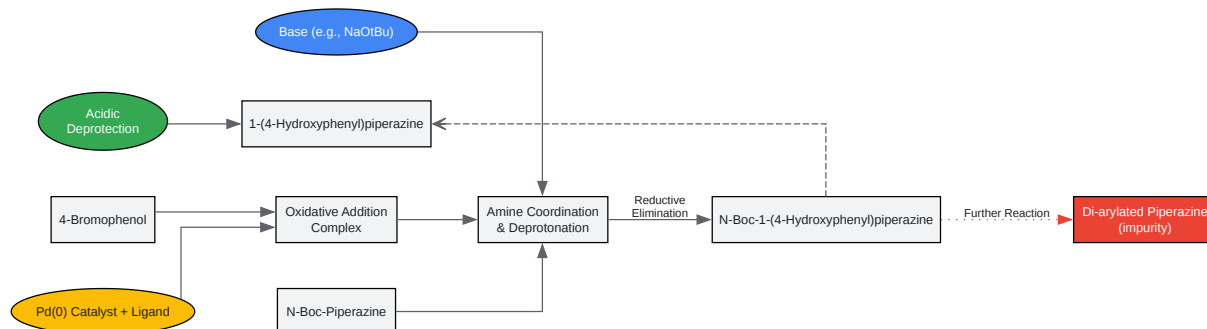 Base (e.g., NaOtBu)
Acidic
Deprotection
1-(4-Hydroxyphenyl)piperazine
4-Bromophenol
Oxidative Addition
Complex
Amine Coordination
& Deprotonation
Reductive
Elimination
N-Boc-1-(4-Hydroxyphenyl)piperazine
Further Reaction
Di-arylated Piperazine
(impurity)
Pd(0) Catalyst + Ligand
N-Boc-Piperazine